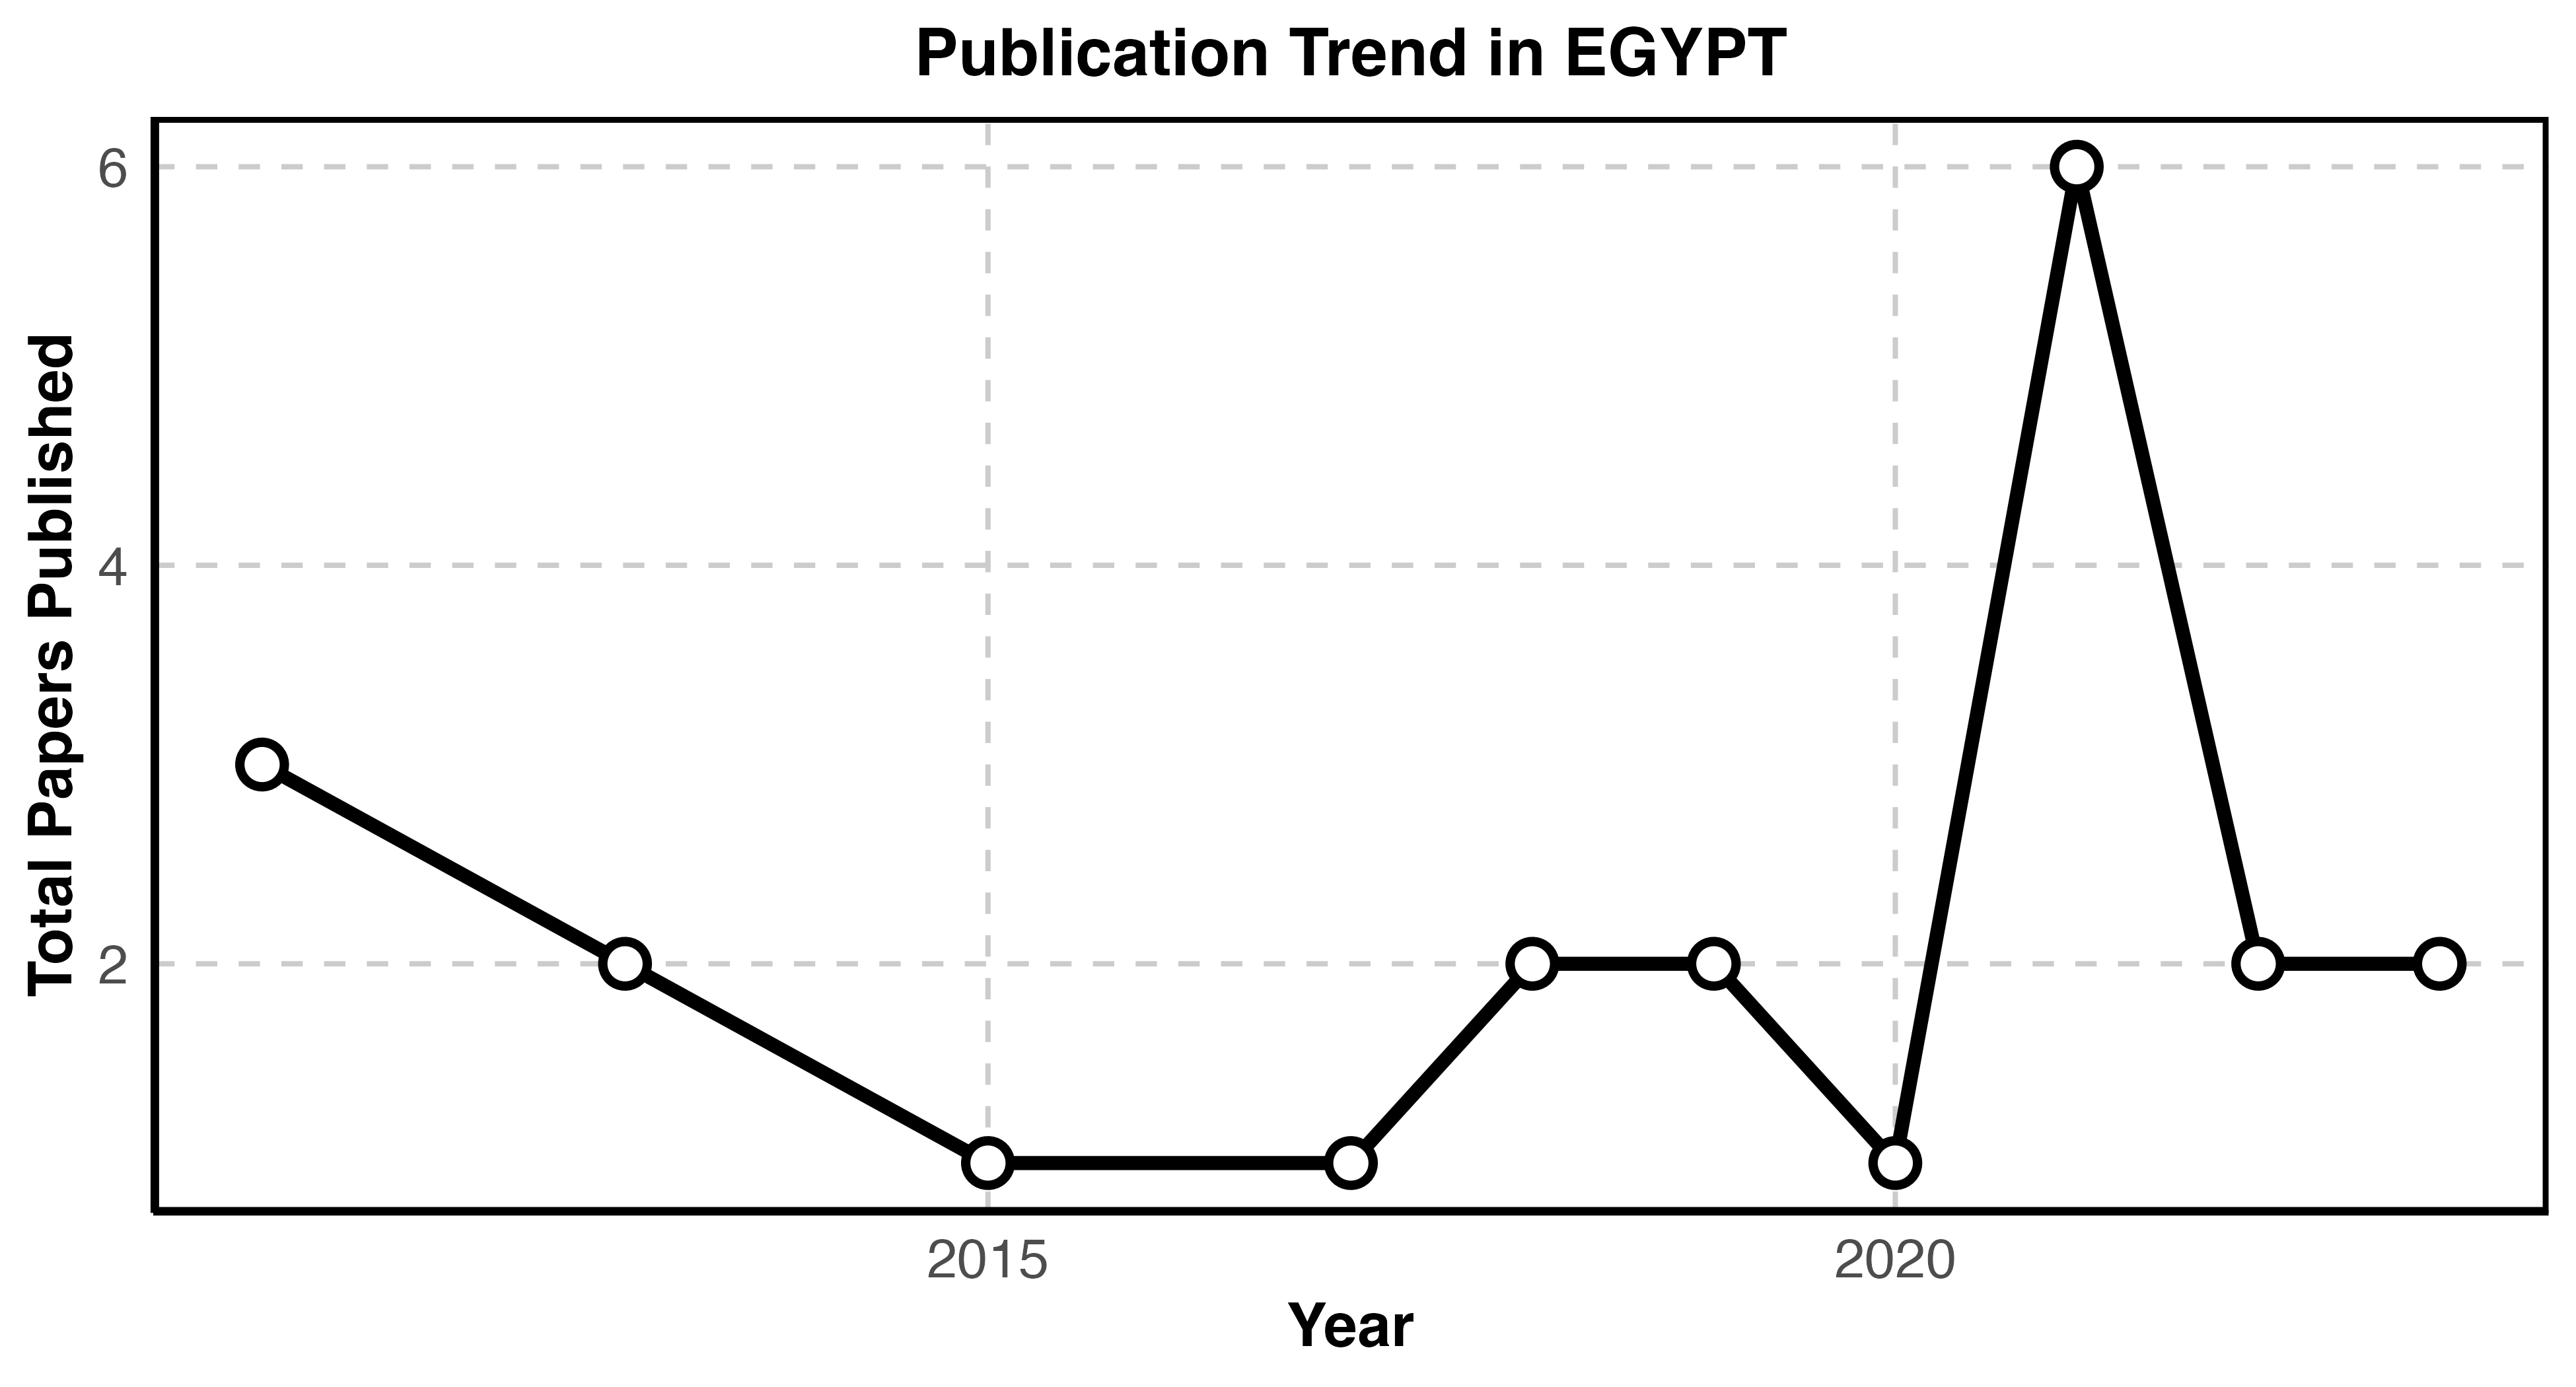 Publication Trend in EGYPT
Total Papers Published
6
4
2
2015
2020
Year